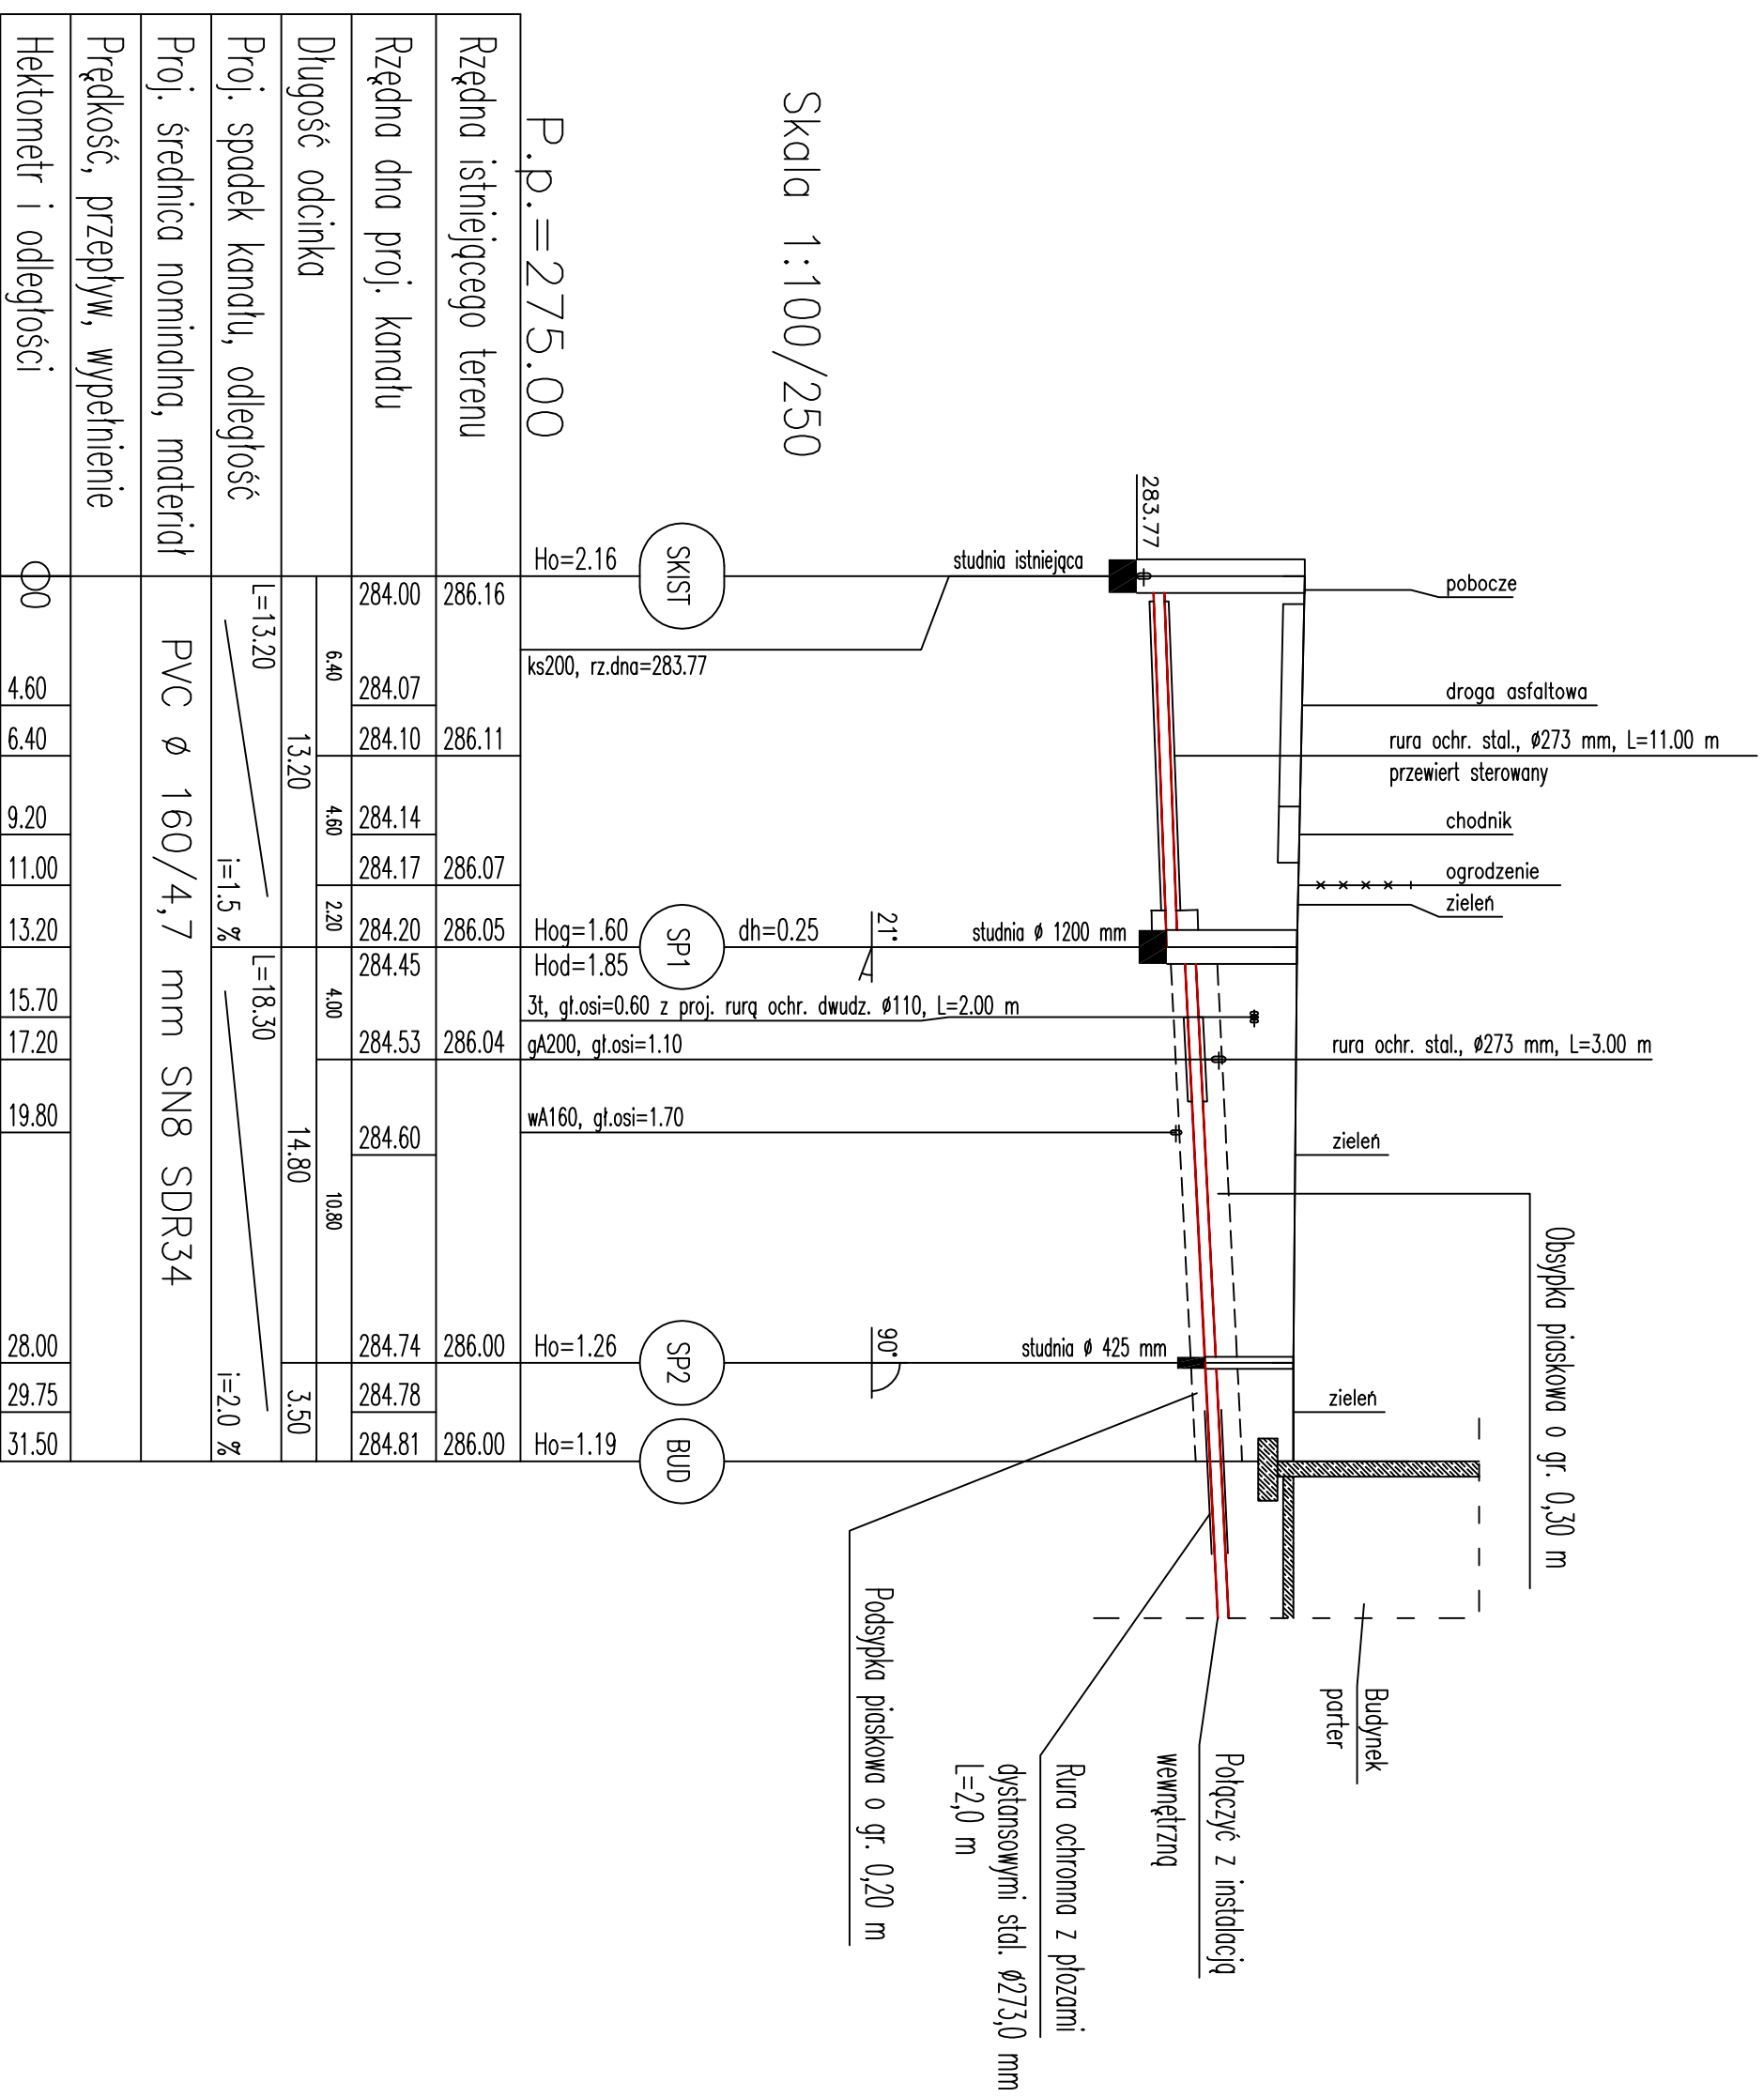 Skala 1:100/250
P.p.=275.00
283.77
pobocze
droga asfaltowa
rura ochr. stal., ø273 mm, L=11.00 m
przewiert sterowany
chodnik
ogrodzenie
zieleń
rura ochr. stal., ø273 mm, L=3.00 m
zieleń
zieleń
Obsypka piaskowa o gr. 0,30 m
Budynek
parter
Połączyć z instalacją
wewnętrzną
Rura ochronna z płozami
dystansowymi stal. ø273,0 mm
L=2,0 m
Podsypka piaskowa o gr. 0,20 m
studnia istniejąca
studnia ø 1200 mm
studnia ø 425 mm
21°
90°
SKIST
SP1
SP2
BUD
Ho=2.16
ks200, rz.dna=283.77
Hog=1.60
Hod=1.85
dh=0.25
3t, gł.osi=0.60 z proj. rurą ochr. dwudz. ø110, L=2.00 m
gA200, gł.osi=1.10
wA160, gł.osi=1.70
Ho=1.26
Ho=1.19
Rzędna istniejącego terenu
286.16 286.11 286.07 286.05 286.04 286.00 286.00
Rzędna dna proj. kanału
284.00 284.07 284.10 284.14 284.17 284.20 284.45 284.53 284.60 284.74 284.78 284.81
Długość odcinka
6.40 4.60 2.20 4.00 10.80
13.20 14.80 3.50
Proj. spadek kanału, odległość
L=13.20 i=1.5 % L=18.30 i=2.0 %
Proj. średnica nominalna, materiał
PVC ø 160/4,7 mm SN8 SDR34
Prędkość, przepływ, wypełnienie
Hektometr i odległości
00 4.60 6.40 9.20 11.00 13.20 15.70 17.20 19.80 28.00 29.75 31.50